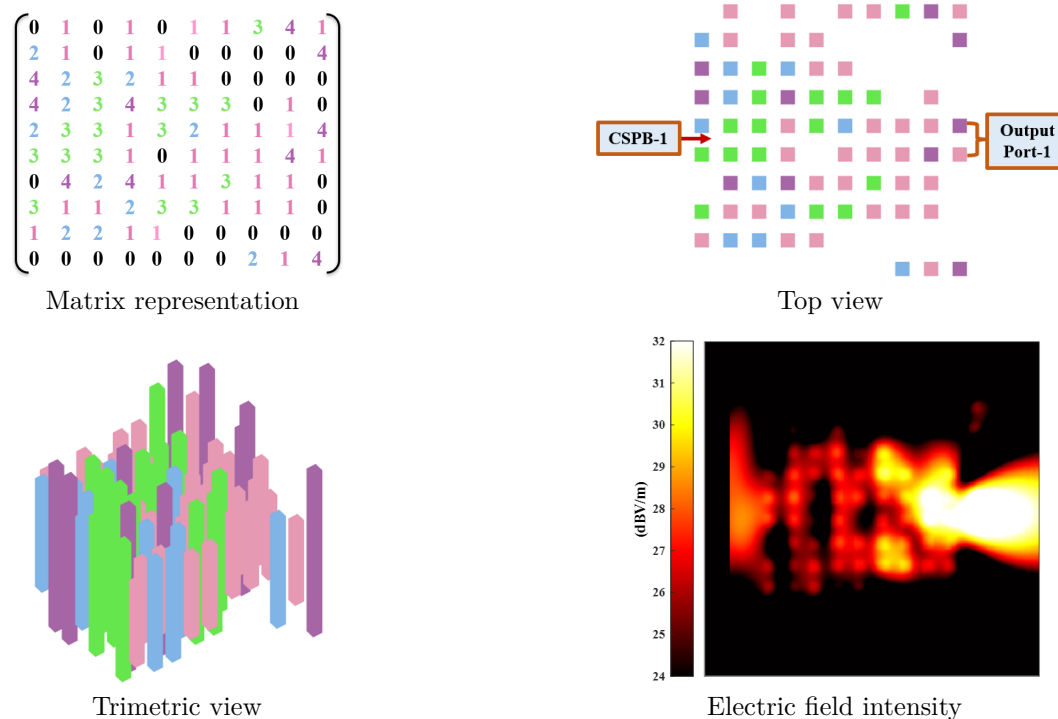 0 1 0 1 0 1 1 3 4 1
2 1 0 1 1 0 0 0 0 4
4 2 3 2 1 1 0 0 0 0
4 2 3 4 3 3 3 0 1 0
2 3 3 1 3 2 1 1 1 4
3 3 3 1 0 1 1 1 4 1
0 4 2 4 1 1 3 1 1 0
3 1 1 2 3 3 1 1 1 0
1 2 2 1 1 0 0 0 0 0
0 0 0 0 0 0 0 2 1 4
Matrix representation
CSPB-1
Output
Port-1
Top view
Trimetric view
32
31
30
29
28
27
26
25
24
(dBV/m)
Electric field intensity